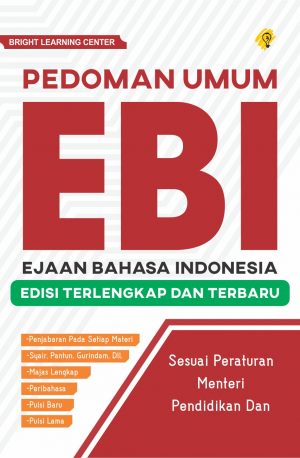 BRIGHT LEARNING CENTER
PEDOMAN UMUM
EBI
EJAAN BAHASA INDONESIA
EDISI TERLENGKAP DAN TERBARU
-Penjabaran Pada Setiap Materi
-Syair, Pantun, Gurindam, Dll.
-Majas Lengkap
-Peribahasa
-Puisi Baru
-Puisi Lama
Sesuai Peraturan
Menteri
Pendidikan Dan